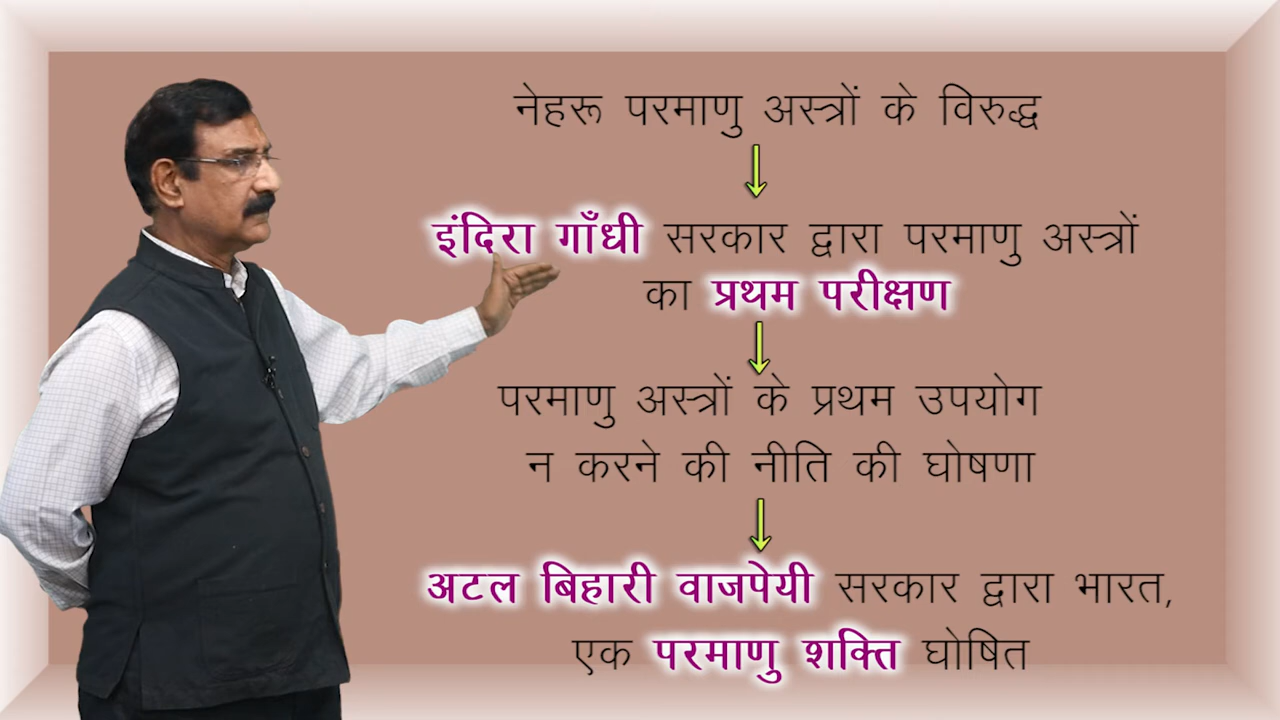 नेहरू परमाणु अस्त्रों के विरुद्ध
इंदिरा गाँधी सरकार द्वारा परमाणु अस्त्रों
का प्रथम परीक्षण
परमाणु अस्त्रों के प्रथम उपयोग
न करने की नीति की घोषणा
अटल बिहारी वाजपेयी सरकार द्वारा भारत,
एक परमाणु शक्ति घोषित